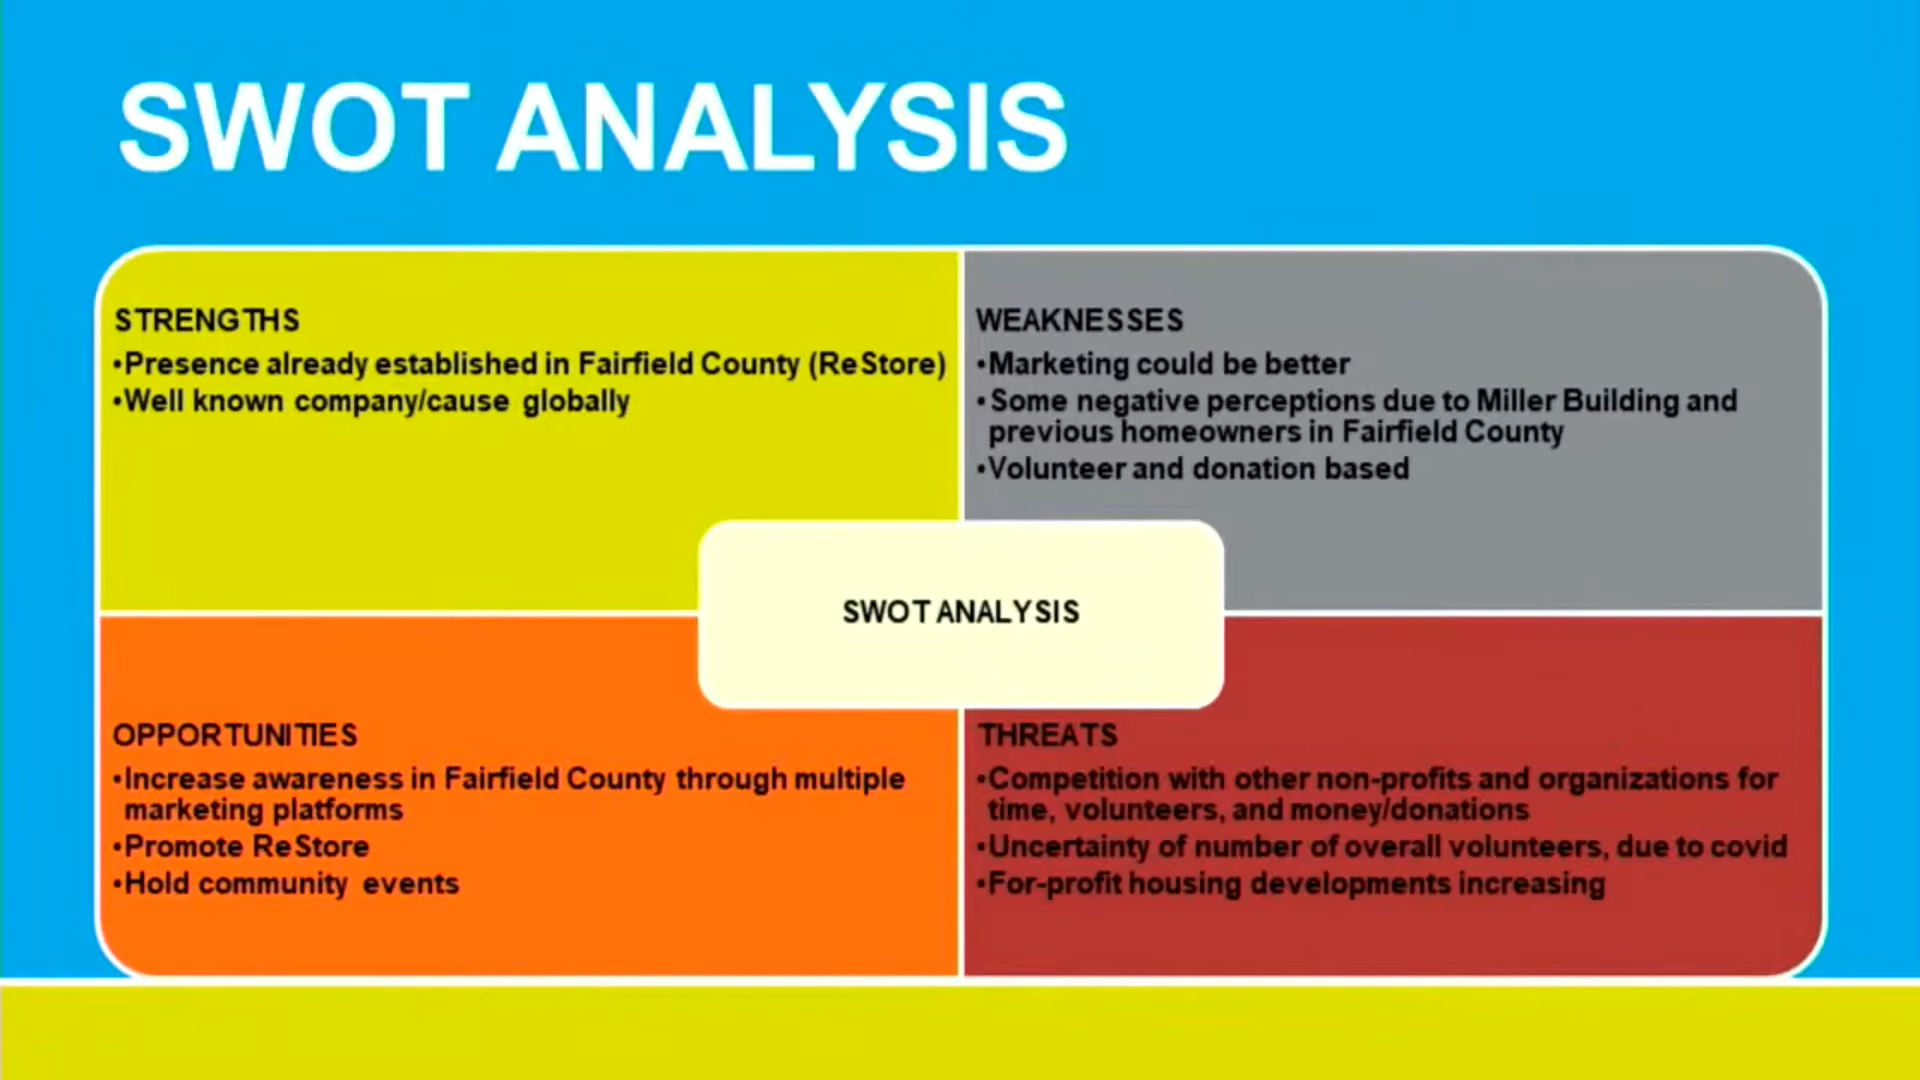 SWOT ANALYSIS
STRENGTHS
•Presence already established in Fairfield County (ReStore)
•Well known company/cause globally
WEAKNESSES
•Marketing could be better
•Some negative perceptions due to Miller Building and
previous homeowners in Fairfield County
•Volunteer and donation based
SWOT ANALYSIS
OPPORTUNITIES
•Increase awareness in Fairfield County through multiple
marketing platforms
•Promote ReStore
•Hold community events
THREATS
•Competition with other non-profits and organizations for
time, volunteers, and money/donations
•Uncertainty of number of overall volunteers, due to covid
•For-profit housing developments increasing